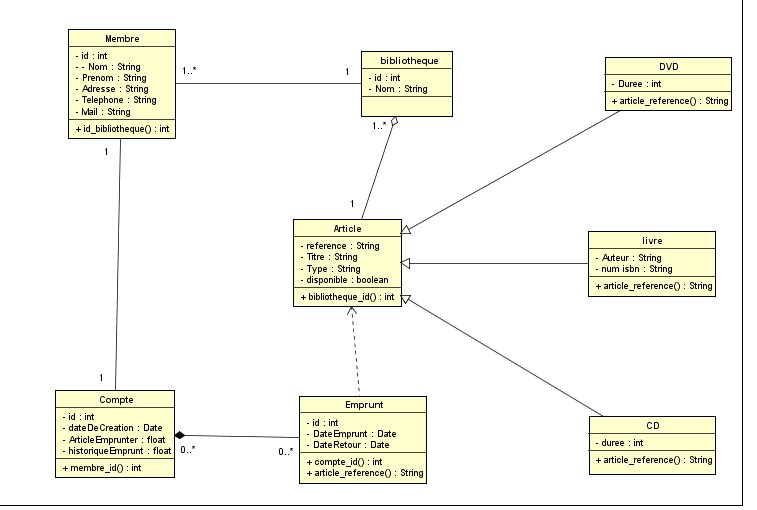 Membre
- id : int
- - Nom : String
- Prenom : String
- Adresse : String
- Telephone : String
- Mail : String
+ id_bibliotheque() : int
1..*
1
bibliotheque
- id : int
- Nom : String
1..*
DVD
- Duree : int
+ article_reference() : String
1
1
Article
- reference : String
- Titre : String
- Type : String
- disponible : boolean
+ bibliotheque_id() : int
livre
- Auteur : String
- num isbn : String
+ article_reference() : String
1
Compte
- id : int
- dateDeCreation : Date
- ArticleEmprunter : float
- historiqueEmprunt : float
+ membre_id() : int
0..*
0..*
Emprunt
- id : int
- DateEmprunt : Date
- DateRetour : Date
+ compte_id() : int
+ article_reference() : String
CD
- duree : int
+ article_reference() : String